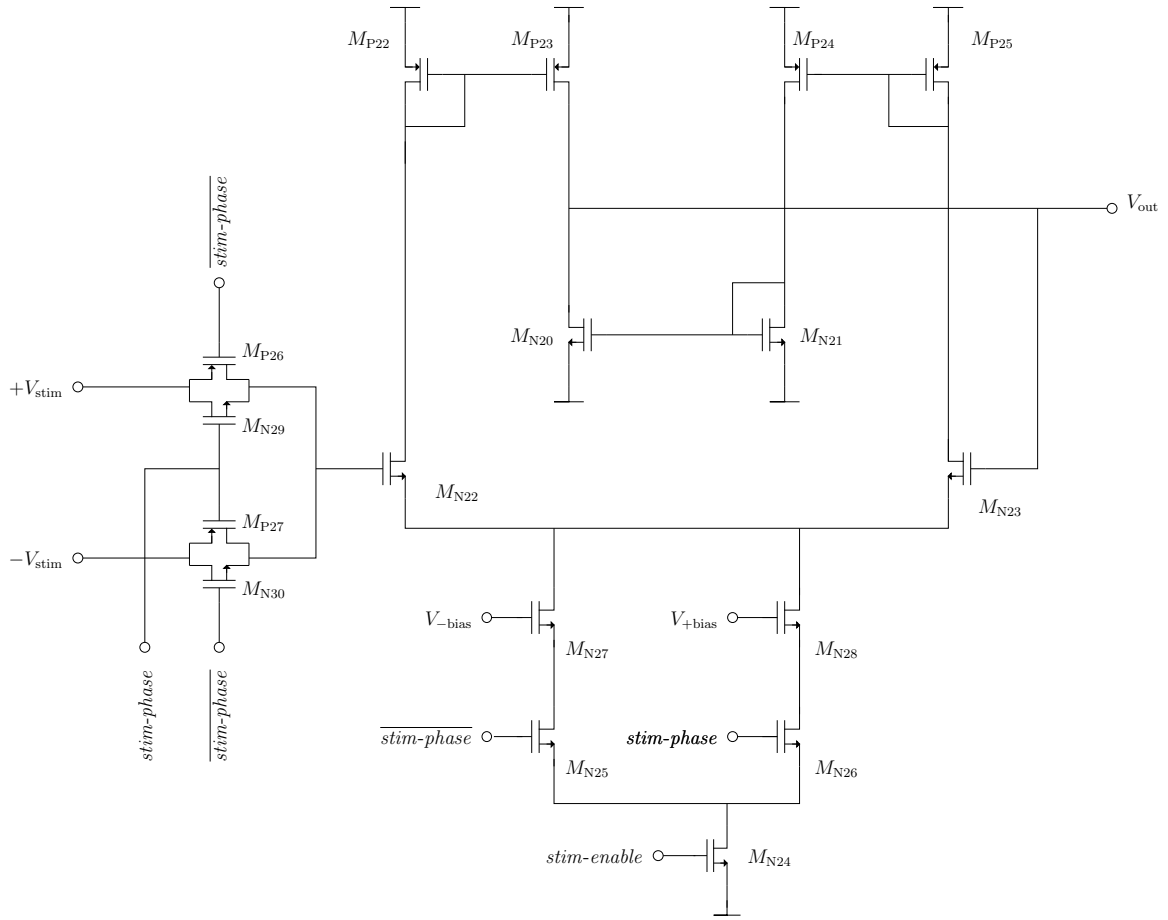 M_P22
M_P23
M_P24
M_P25
V_out
stim-phase
M_N20
M_N21
M_P26
+V_stim
M_N29
M_N22
M_N23
M_P27
−V_stim
M_N30
V_−bias
V_+bias
M_N27
M_N28
stim-phase
stim-phase
stim-phase
stim-phase
M_N25
M_N26
stim-enable
M_N24